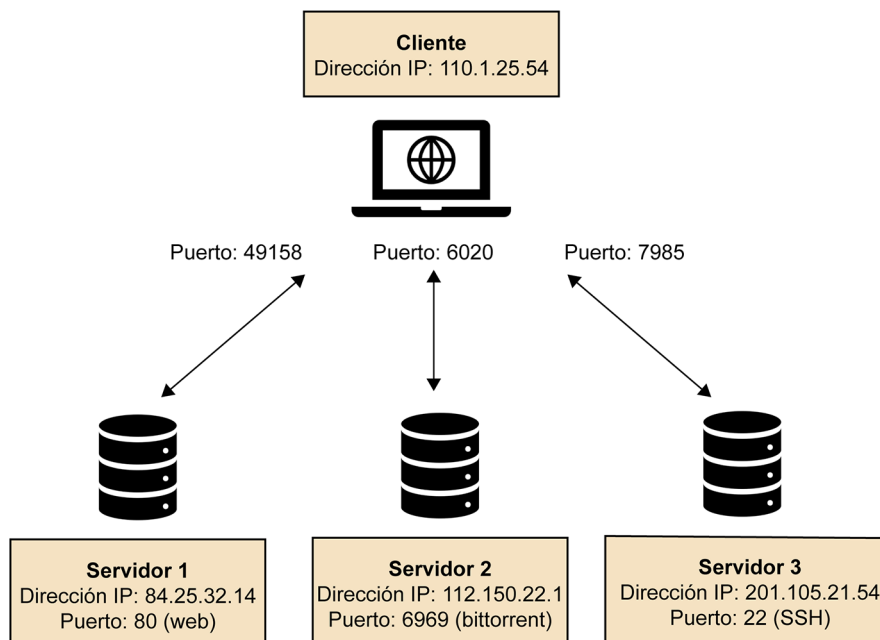 Cliente
Dirección IP: 110.1.25.54
Puerto: 49158
Puerto: 6020
Puerto: 7985
Servidor 1
Dirección IP: 84.25.32.14
Puerto: 80 (web)
Servidor 2
Dirección IP: 112.150.22.1
Puerto: 6969 (bittorrent)
Servidor 3
Dirección IP: 201.105.21.54
Puerto: 22 (SSH)